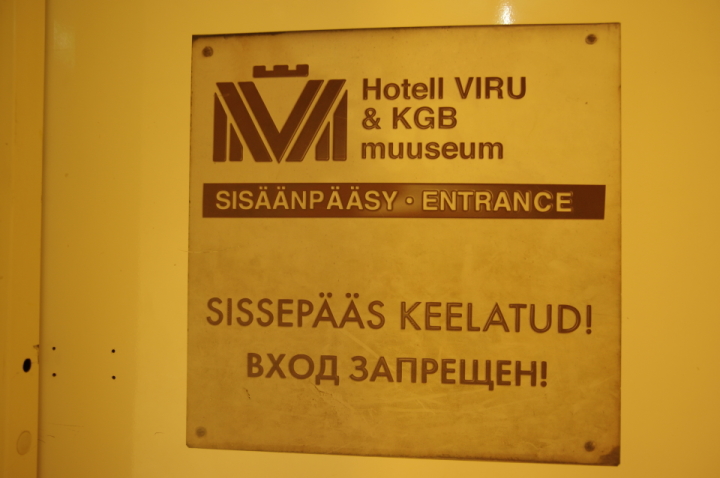 Hotell VIRU
& KGB
muuseum
SISÄÄNPÄÄSY · ENTRANCE
SISSEPÄÄS KEELATUD!
ВХОД ЗАПРЕЩЕН!